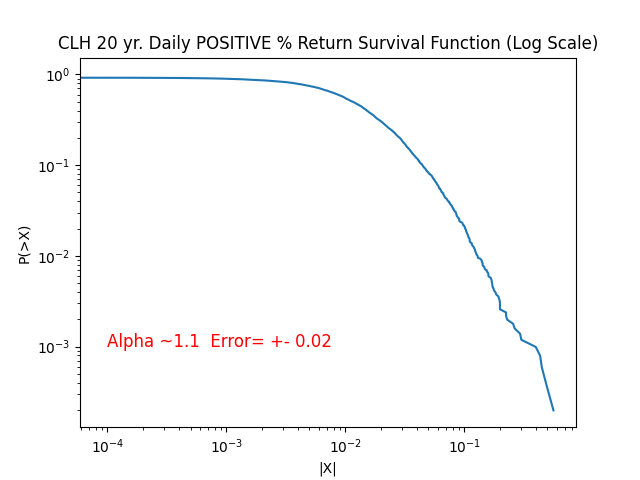 CLH 20 yr. Daily POSITIVE % Return Survival Function (Log Scale)
10⁰
10⁻¹
10⁻²
10⁻³
P(>X)
Alpha ~1.1  Error= +- 0.02
10⁻⁴
10⁻³
10⁻²
10⁻¹
|X|